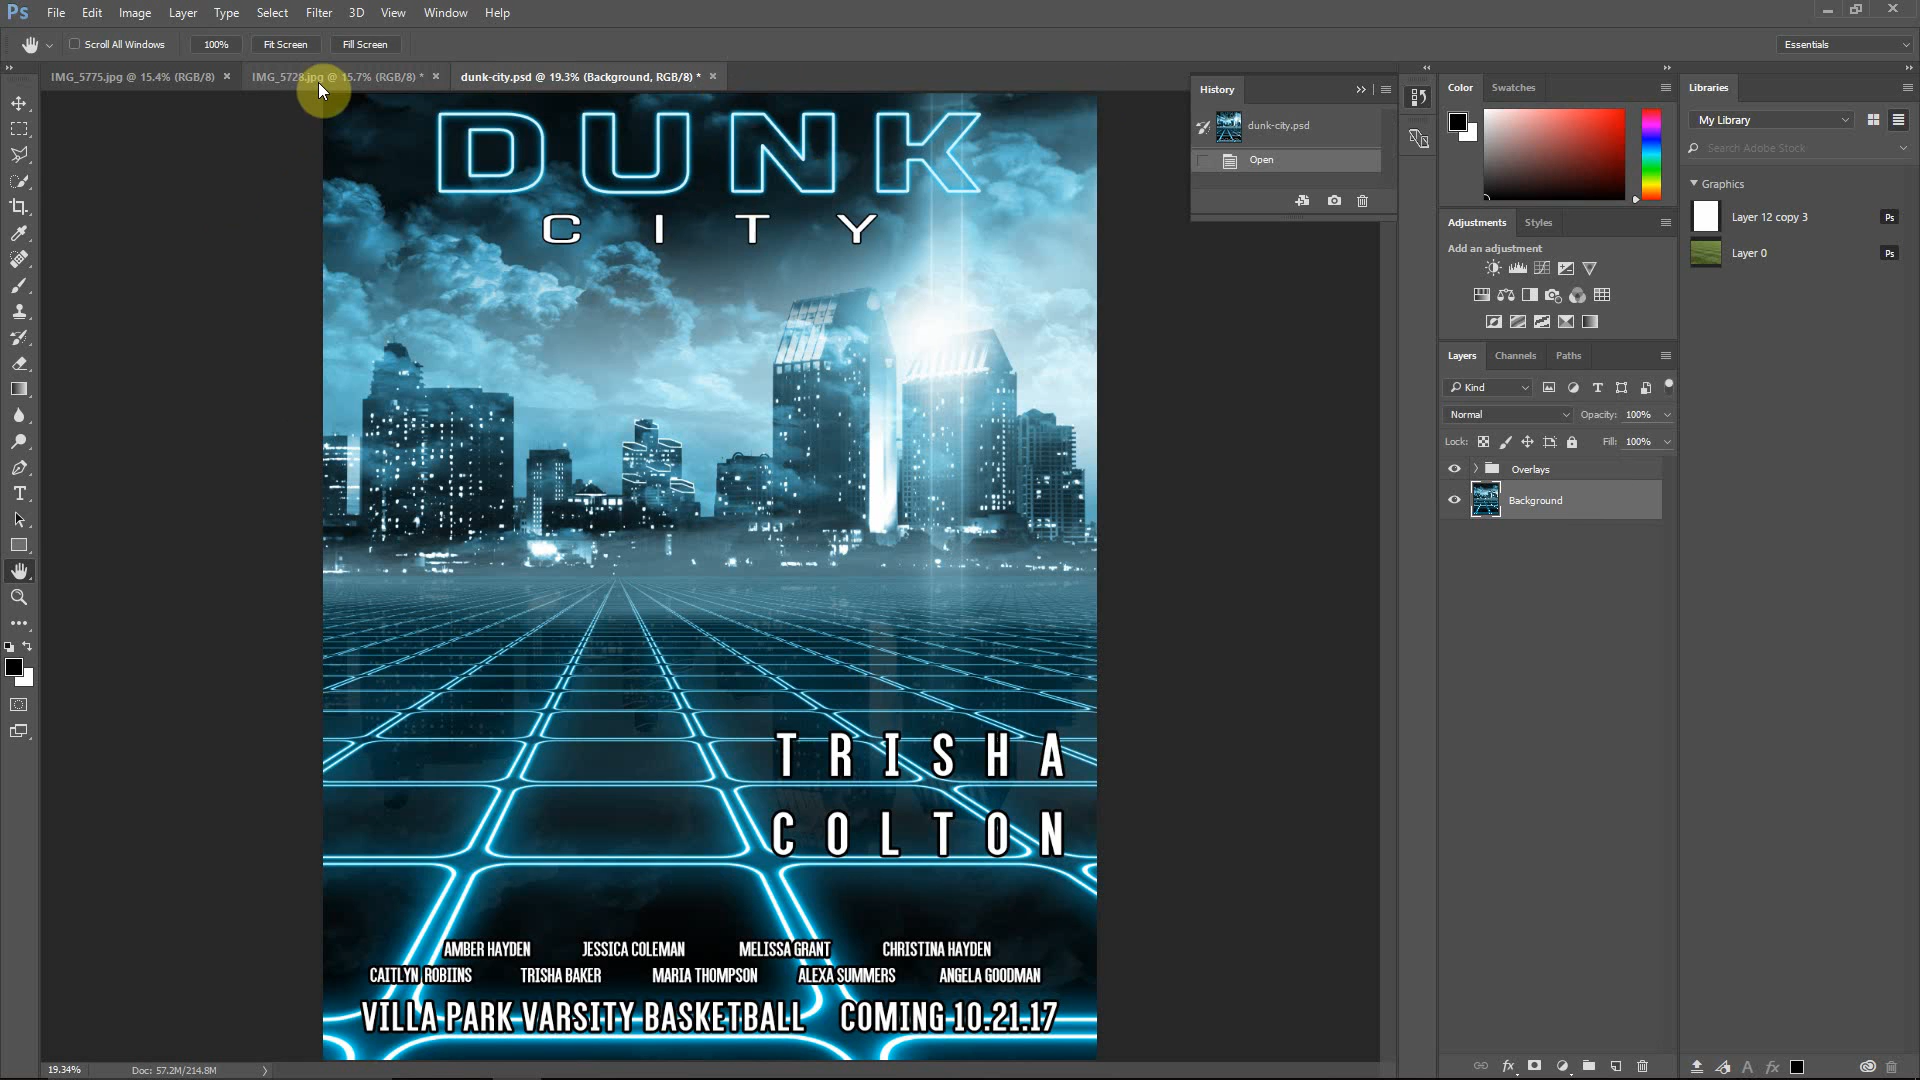 Ps File Edit Image Layer Type Select Filter 3D View Window Help
Scroll All Windows 100% Fit Screen Fill Screen Essentials
IMG_5775.jpg @ 15.4% (RGB/8) × IMG_5728.jpg @ 15.7% (RGB/8) * × dunk-city.psd @ 19.3% (Background, RGB/8) * ×
History
dunk-city.psd
Open
Color Swatches
Libraries
My Library
Search Adobe Stock
Graphics
Layer 12 copy 3 Ps
Layer 0 Ps
Adjustments Styles
Add an adjustment
Layers Channels Paths
Kind
Normal Opacity: 100%
Lock: Fill: 100%
Overlays
Background
DUNK
CITY
TRISHA
COLTON
AMBER HAYDEN JESSICA COLEMAN MELISSA GRANT CHRISTINA HAYDEN
CAITLYN ROBIINS TRISHA BAKER MARIA THOMPSON ALEXA SUMMERS ANGELA GOODMAN
VILLA PARK VARSITY BASKETBALL COMING 10.21.17
19.34% Doc: 57.2M/214.8M